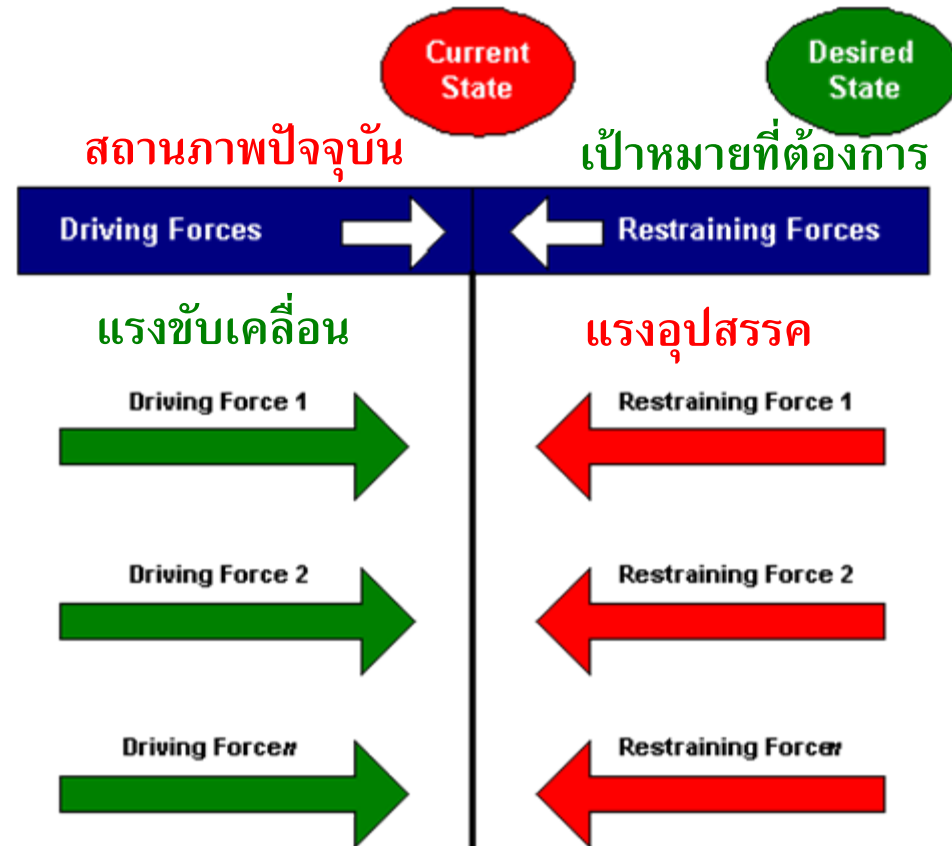 Current
State
Desired
State
สถานภาพปัจจุบัน
เป้าหมายที่ต้องการ
Driving Forces
Restraining Forces
แรงขับเคลื่อน
แรงอุปสรรค
Driving Force 1
Restraining Force 1
Driving Force 2
Restraining Force 2
Driving Forcen
Restraining Forcen